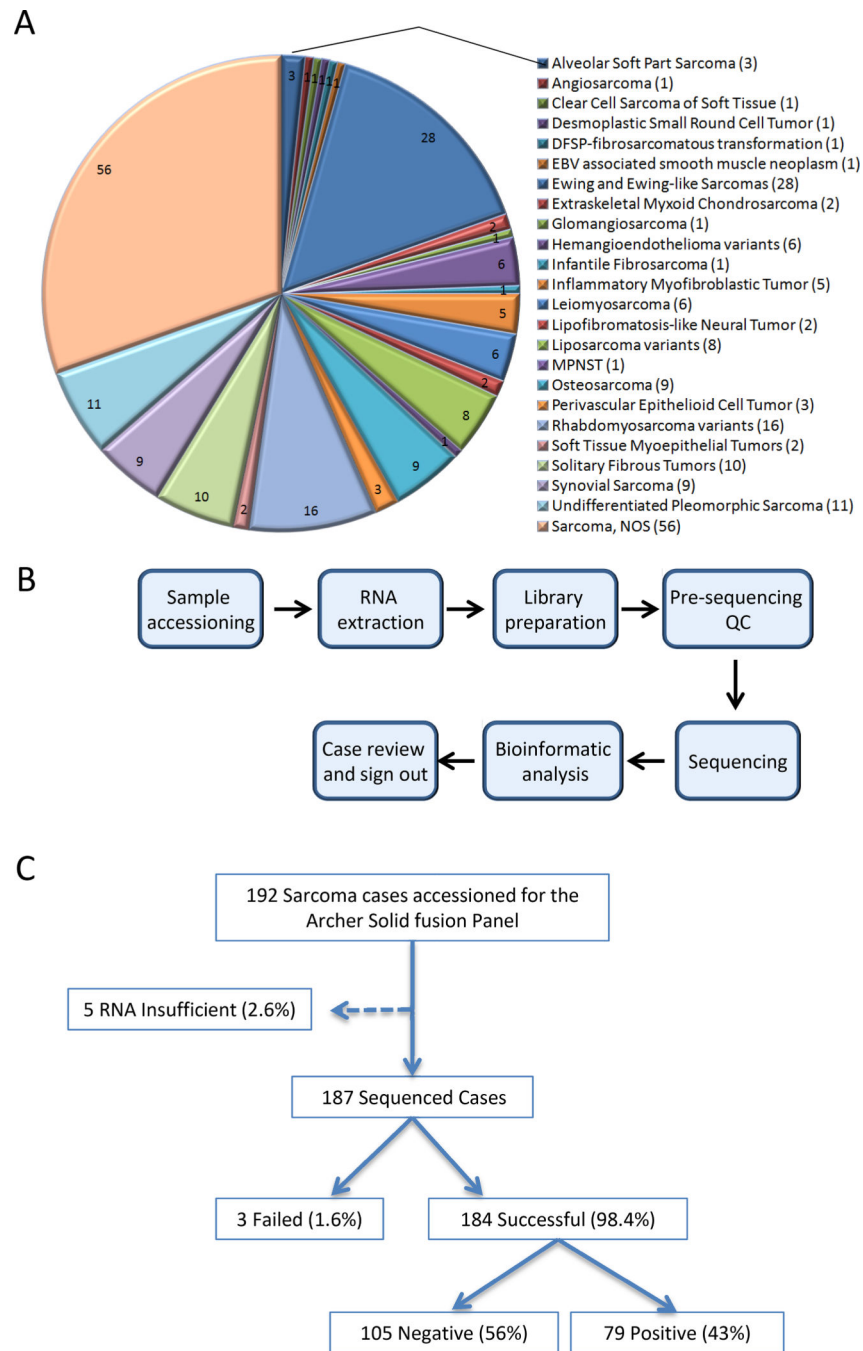 A
3
1
1
1
1
1
28
2
1
6
1
5
6
2
8
1
9
3
16
2
10
9
11
56
Alveolar Soft Part Sarcoma (3)
Angiosarcoma (1)
Clear Cell Sarcoma of Soft Tissue (1)
Desmoplastic Small Round Cell Tumor (1)
DFSP-fibrosarcomatous transformation (1)
EBV associated smooth muscle neoplasm (1)
Ewing and Ewing-like Sarcomas (28)
Extraskeletal Myxoid Chondrosarcoma (2)
Glomangiosarcoma (1)
Hemangioendothelioma variants (6)
Infantile Fibrosarcoma (1)
Inflammatory Myofibroblastic Tumor (5)
Leiomyosarcoma (6)
Lipofibromatosis-like Neural Tumor (2)
Liposarcoma variants (8)
MPNST (1)
Osteosarcoma (9)
Perivascular Epithelioid Cell Tumor (3)
Rhabdomyosarcoma variants (16)
Soft Tissue Myoepithelial Tumors (2)
Solitary Fibrous Tumors (10)
Synovial Sarcoma (9)
Undifferentiated Pleomorphic Sarcoma (11)
Sarcoma, NOS (56)
B
Sample
accessioning
RNA
extraction
Library
preparation
Pre-sequencing
QC
Sequencing
Bioinformatic
analysis
Case review
and sign out
C
192 Sarcoma cases accessioned for the
Archer Solid fusion Panel
5 RNA Insufficient (2.6%)
187 Sequenced Cases
3 Failed (1.6%)
184 Successful (98.4%)
105 Negative (56%)
79 Positive (43%)